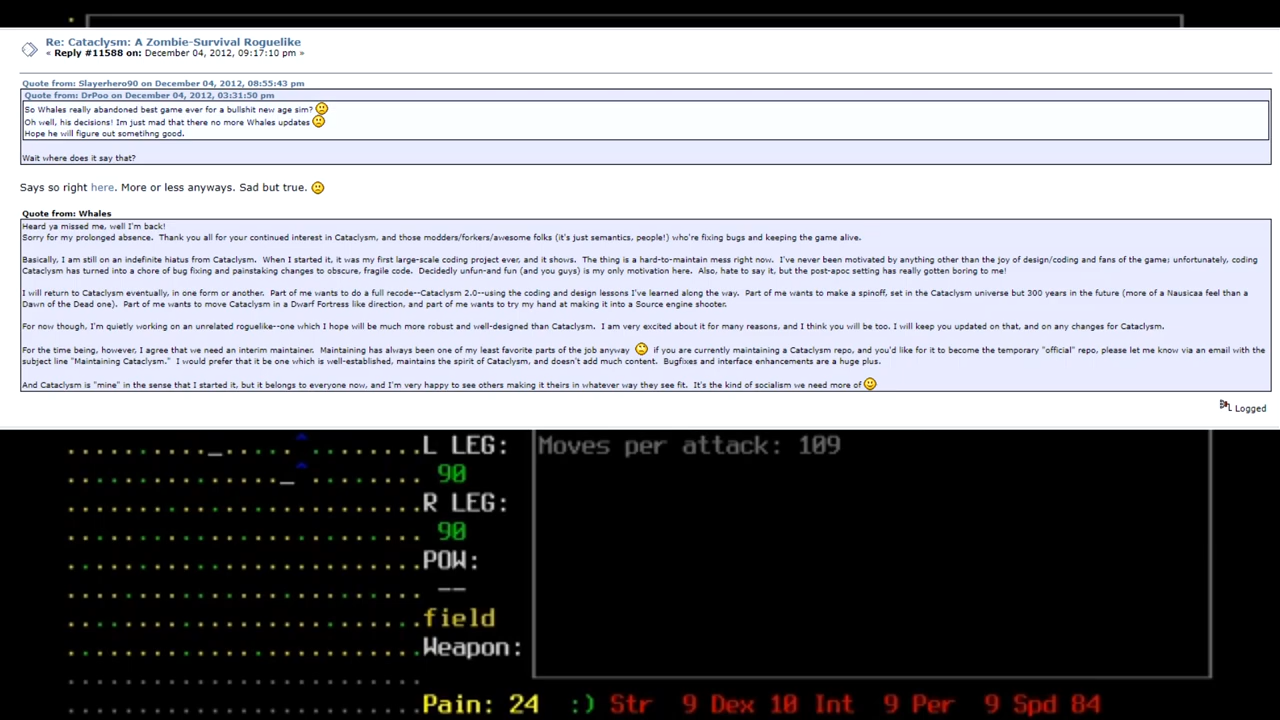 Re: Cataclysm: A Zombie-Survival Roguelike
« Reply #11588 on: December 04, 2012, 09:17:10 pm »
Quote from: Slayerhero90 on December 04, 2012, 08:55:43 pm
Quote from: DrPoo on December 04, 2012, 03:31:50 pm
So Whales really abandoned best game ever for a bullshit new age sim?
Oh well, his decisions! Im just mad that there no more Whales updates
Hope he will figure out sometihng good.
Wait where does it say that?
Says so right here. More or less anyways. Sad but true.
Quote from: Whales
Heard ya missed me, well I'm back!
Sorry for my prolonged absence. Thank you all for your continued interest in Cataclysm, and those modders/forkers/awesome folks (it's just semantics, people!) who're fixing bugs and keeping the game alive.
Basically, I am still on an indefinite hiatus from Cataclysm. When I started it, it was my first large-scale coding project ever, and it shows. The thing is a hard-to-maintain mess right now. I've never been motivated by anything other than the joy of design/coding and fans of the game; unfortunately, coding
Cataclysm has turned into a chore of bug fixing and painstaking changes to obscure, fragile code. Decidedly unfun-and fun (and you guys) is my only motivation here. Also, hate to say it, but the post-apoc setting has really gotten boring to me!
I will return to Cataclysm eventually, in one form or another. Part of me wants to do a full recode--Cataclysm 2.0--using the coding and design lessons I've learned along the way. Part of me wants to make a spinoff, set in the Cataclysm universe but 300 years in the future (more of a Nausicaa feel than a
Dawn of the Dead one). Part of me wants to move Cataclysm in a Dwarf Fortress like direction, and part of me wants to try my hand at making it into a Source engine shooter.
For now though, I'm quietly working on an unrelated roguelike--one which I hope will be much more robust and well-designed than Cataclysm. I am very excited about it for many reasons, and I think you will be too. I will keep you updated on that, and on any changes for Cataclysm.
For the time being, however, I agree that we need an interim maintainer. Maintaining has always been one of my least favorite parts of the job anyway if you are currently maintaining a Cataclysm repo, and you'd like for it to become the temporary "official" repo, please let me know via an email with the
subject line "Maintaining Cataclysm." I would prefer that it be one which is well-established, maintains the spirit of Cataclysm, and doesn't add much content. Bugfixes and interface enhancements are a huge plus.
And Cataclysm is "mine" in the sense that I started it, but it belongs to everyone now, and I'm very happy to see others making it theirs in whatever way they see fit. It's the kind of socialism we need more of
Logged
L LEG: Moves per attack: 109
90
R LEG:
90
POW:
--
field
Weapon:
Pain: 24 :) Str 9 Dex 10 Int 9 Per 9 Spd 84